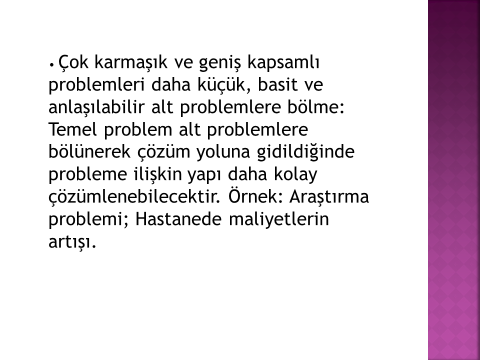 • Çok karmaşık ve geniş kapsamlı
problemleri daha küçük, basit ve
anlaşılabilir alt problemlere bölme:
Temel problem alt problemlere
bölünerek çözüm yoluna gidildiğinde
probleme ilişkin yapı daha kolay
çözümlenebilecektir. Örnek: Araştırma
problemi; Hastanede maliyetlerin
artışı.